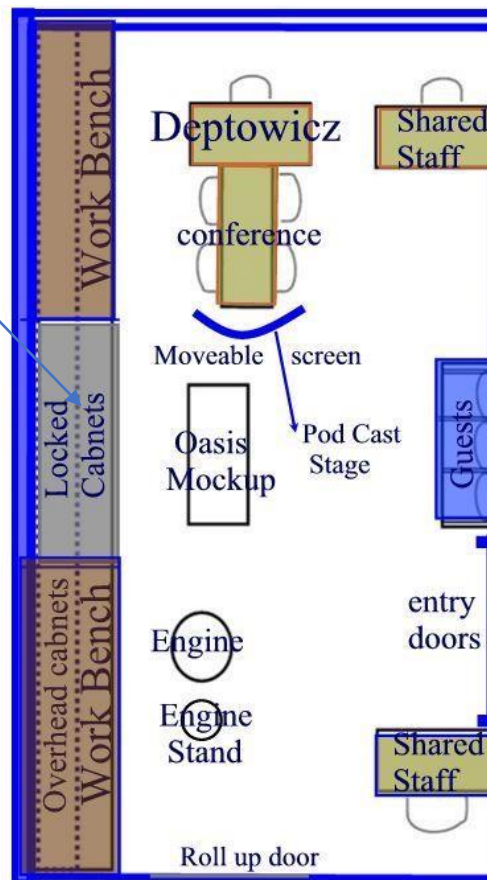 Deptowicz
Shared
Staff
Work Bench
conference
Moveable screen
Locked
Cabnets
Oasis
Mockup
Pod Cast
Stage
Guests
entry
doors
Engine
Engine
Stand
Overhead cabnets
Work Bench
Shared
Staff
Roll up door